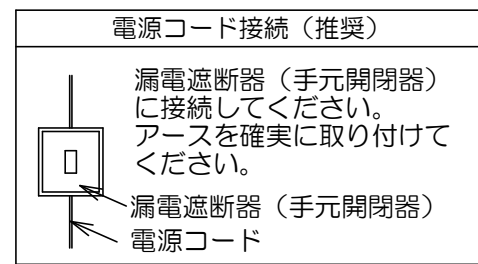 電源コード接続（推奨）
漏電遮断器（手元開閉器）
に接続してください。
アースを確実に取り付けて
ください。
漏電遮断器（手元開閉器）
電源コード